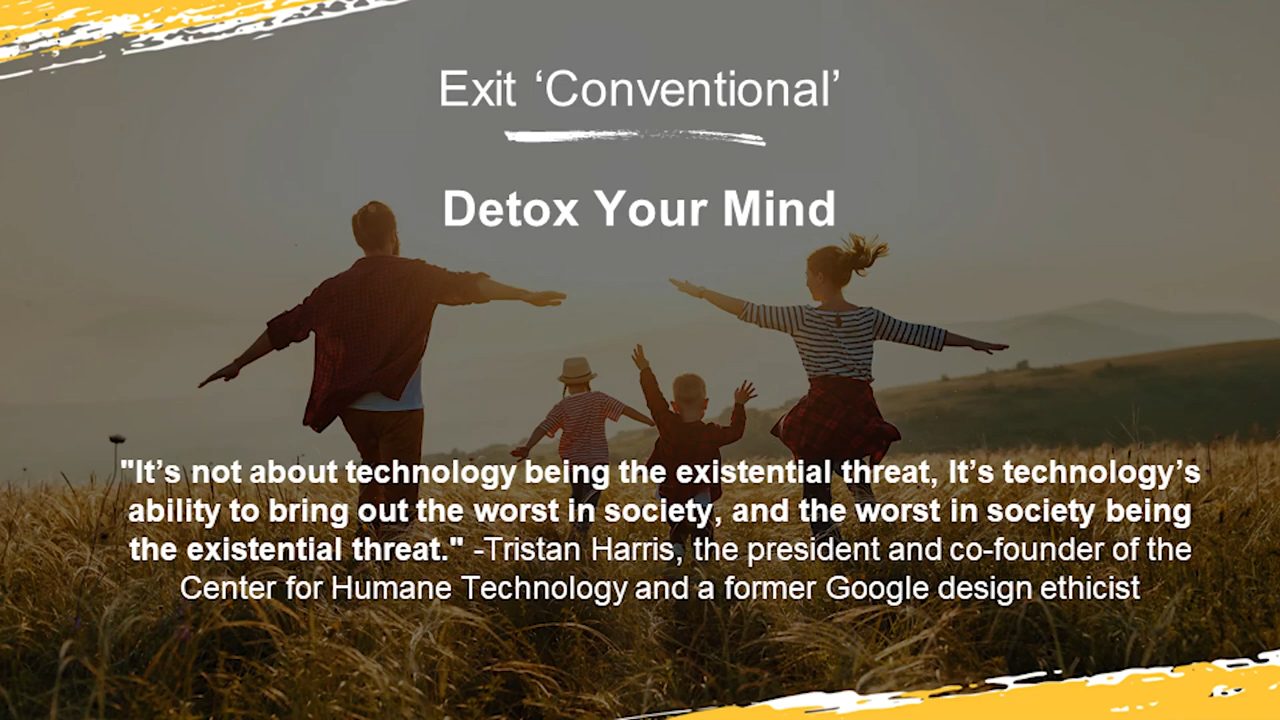 Exit ‘Conventional’
Detox Your Mind
"It’s not about technology being the existential threat, It’s technology’s
ability to bring out the worst in society, and the worst in society being
the existential threat." -Tristan Harris, the president and co-founder of the
Center for Humane Technology and a former Google design ethicist